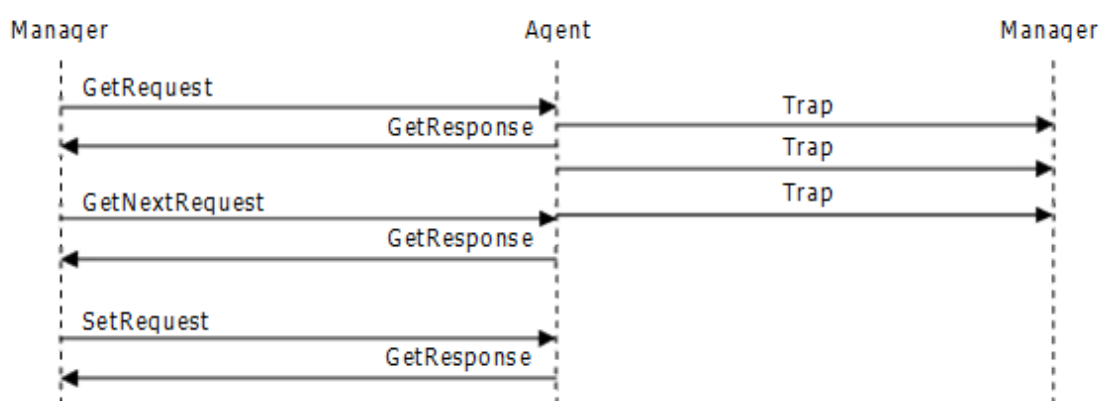 Manager Agent Manager
GetRequest
Trap
GetResponse
Trap
Trap
GetNextRequest
GetResponse
SetRequest
GetResponse